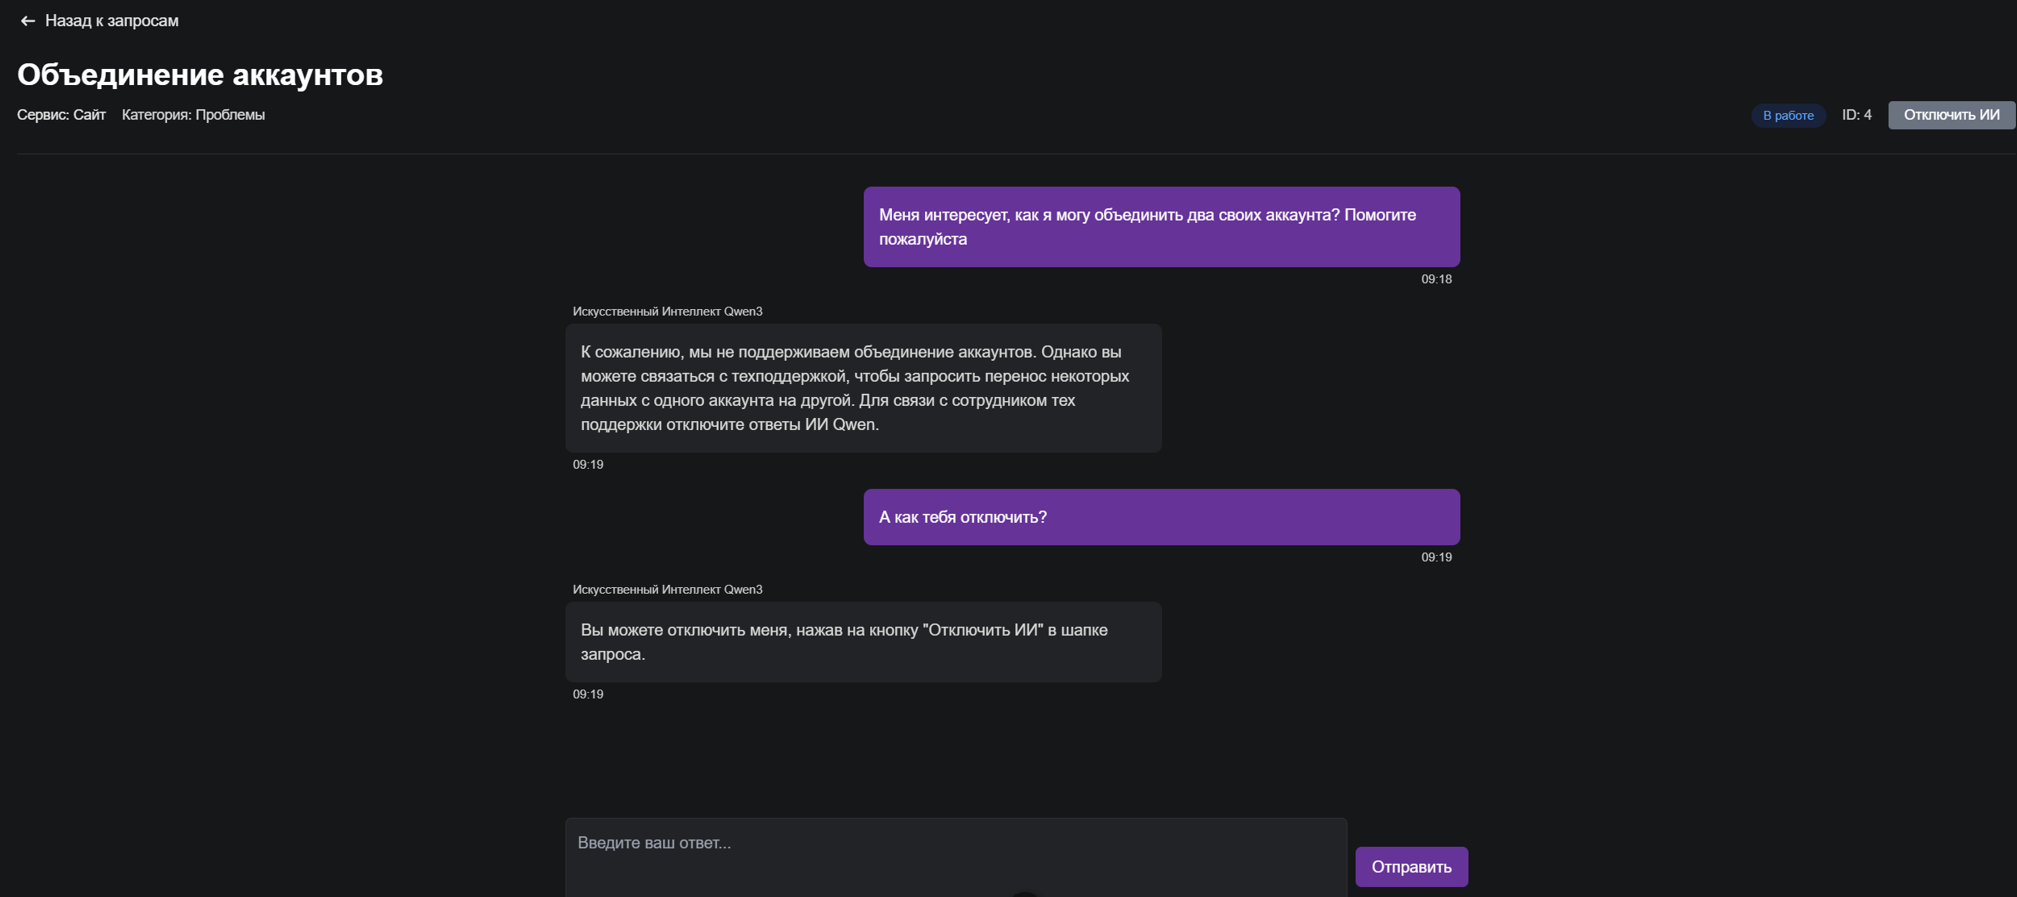 ← Назад к запросам
Объединение аккаунтов
Сервис: Сайт Категория: Проблемы
В работе ID: 4 Отключить ИИ
Меня интересует, как я могу объединить два своих аккаунта? Помогите
пожалуйста
09:18
Искусственный Интеллект Qwen3
К сожалению, мы не поддерживаем объединение аккаунтов. Однако вы
можете связаться с техподдержкой, чтобы запросить перенос некоторых
данных с одного аккаунта на другой. Для связи с сотрудником тех
поддержки отключите ответы ИИ Qwen.
09:19
А как тебя отключить?
09:19
Искусственный Интеллект Qwen3
Вы можете отключить меня, нажав на кнопку "Отключить ИИ" в шапке
запроса.
09:19
Введите ваш ответ...
Отправить